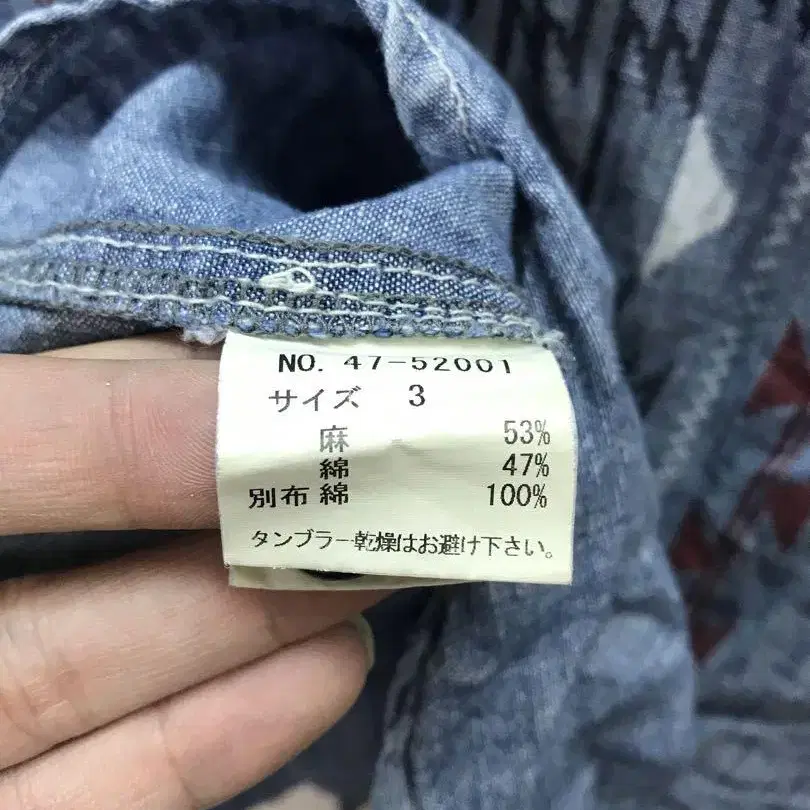 NO. 47-52001
サイズ 3
麻 53%
綿 47%
別布 綿 100%
タンブラー乾燥はお避け下さい。